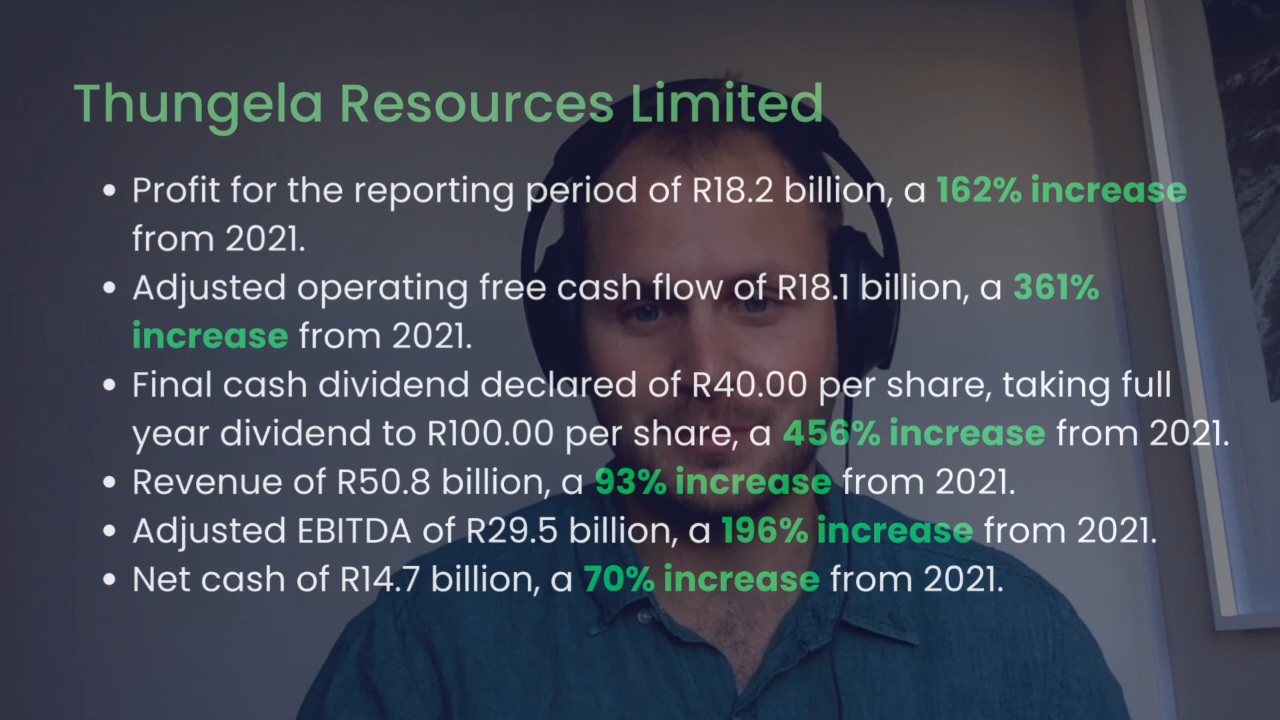 Thungela Resources Limited
• Profit for the reporting period of R18.2 billion, a 162% increase
from 2021.
• Adjusted operating free cash flow of R18.1 billion, a 361%
increase from 2021.
• Final cash dividend declared of R40.00 per share, taking full
year dividend to R100.00 per share, a 456% increase from 2021.
• Revenue of R50.8 billion, a 93% increase from 2021.
• Adjusted EBITDA of R29.5 billion, a 196% increase from 2021.
• Net cash of R14.7 billion, a 70% increase from 2021.